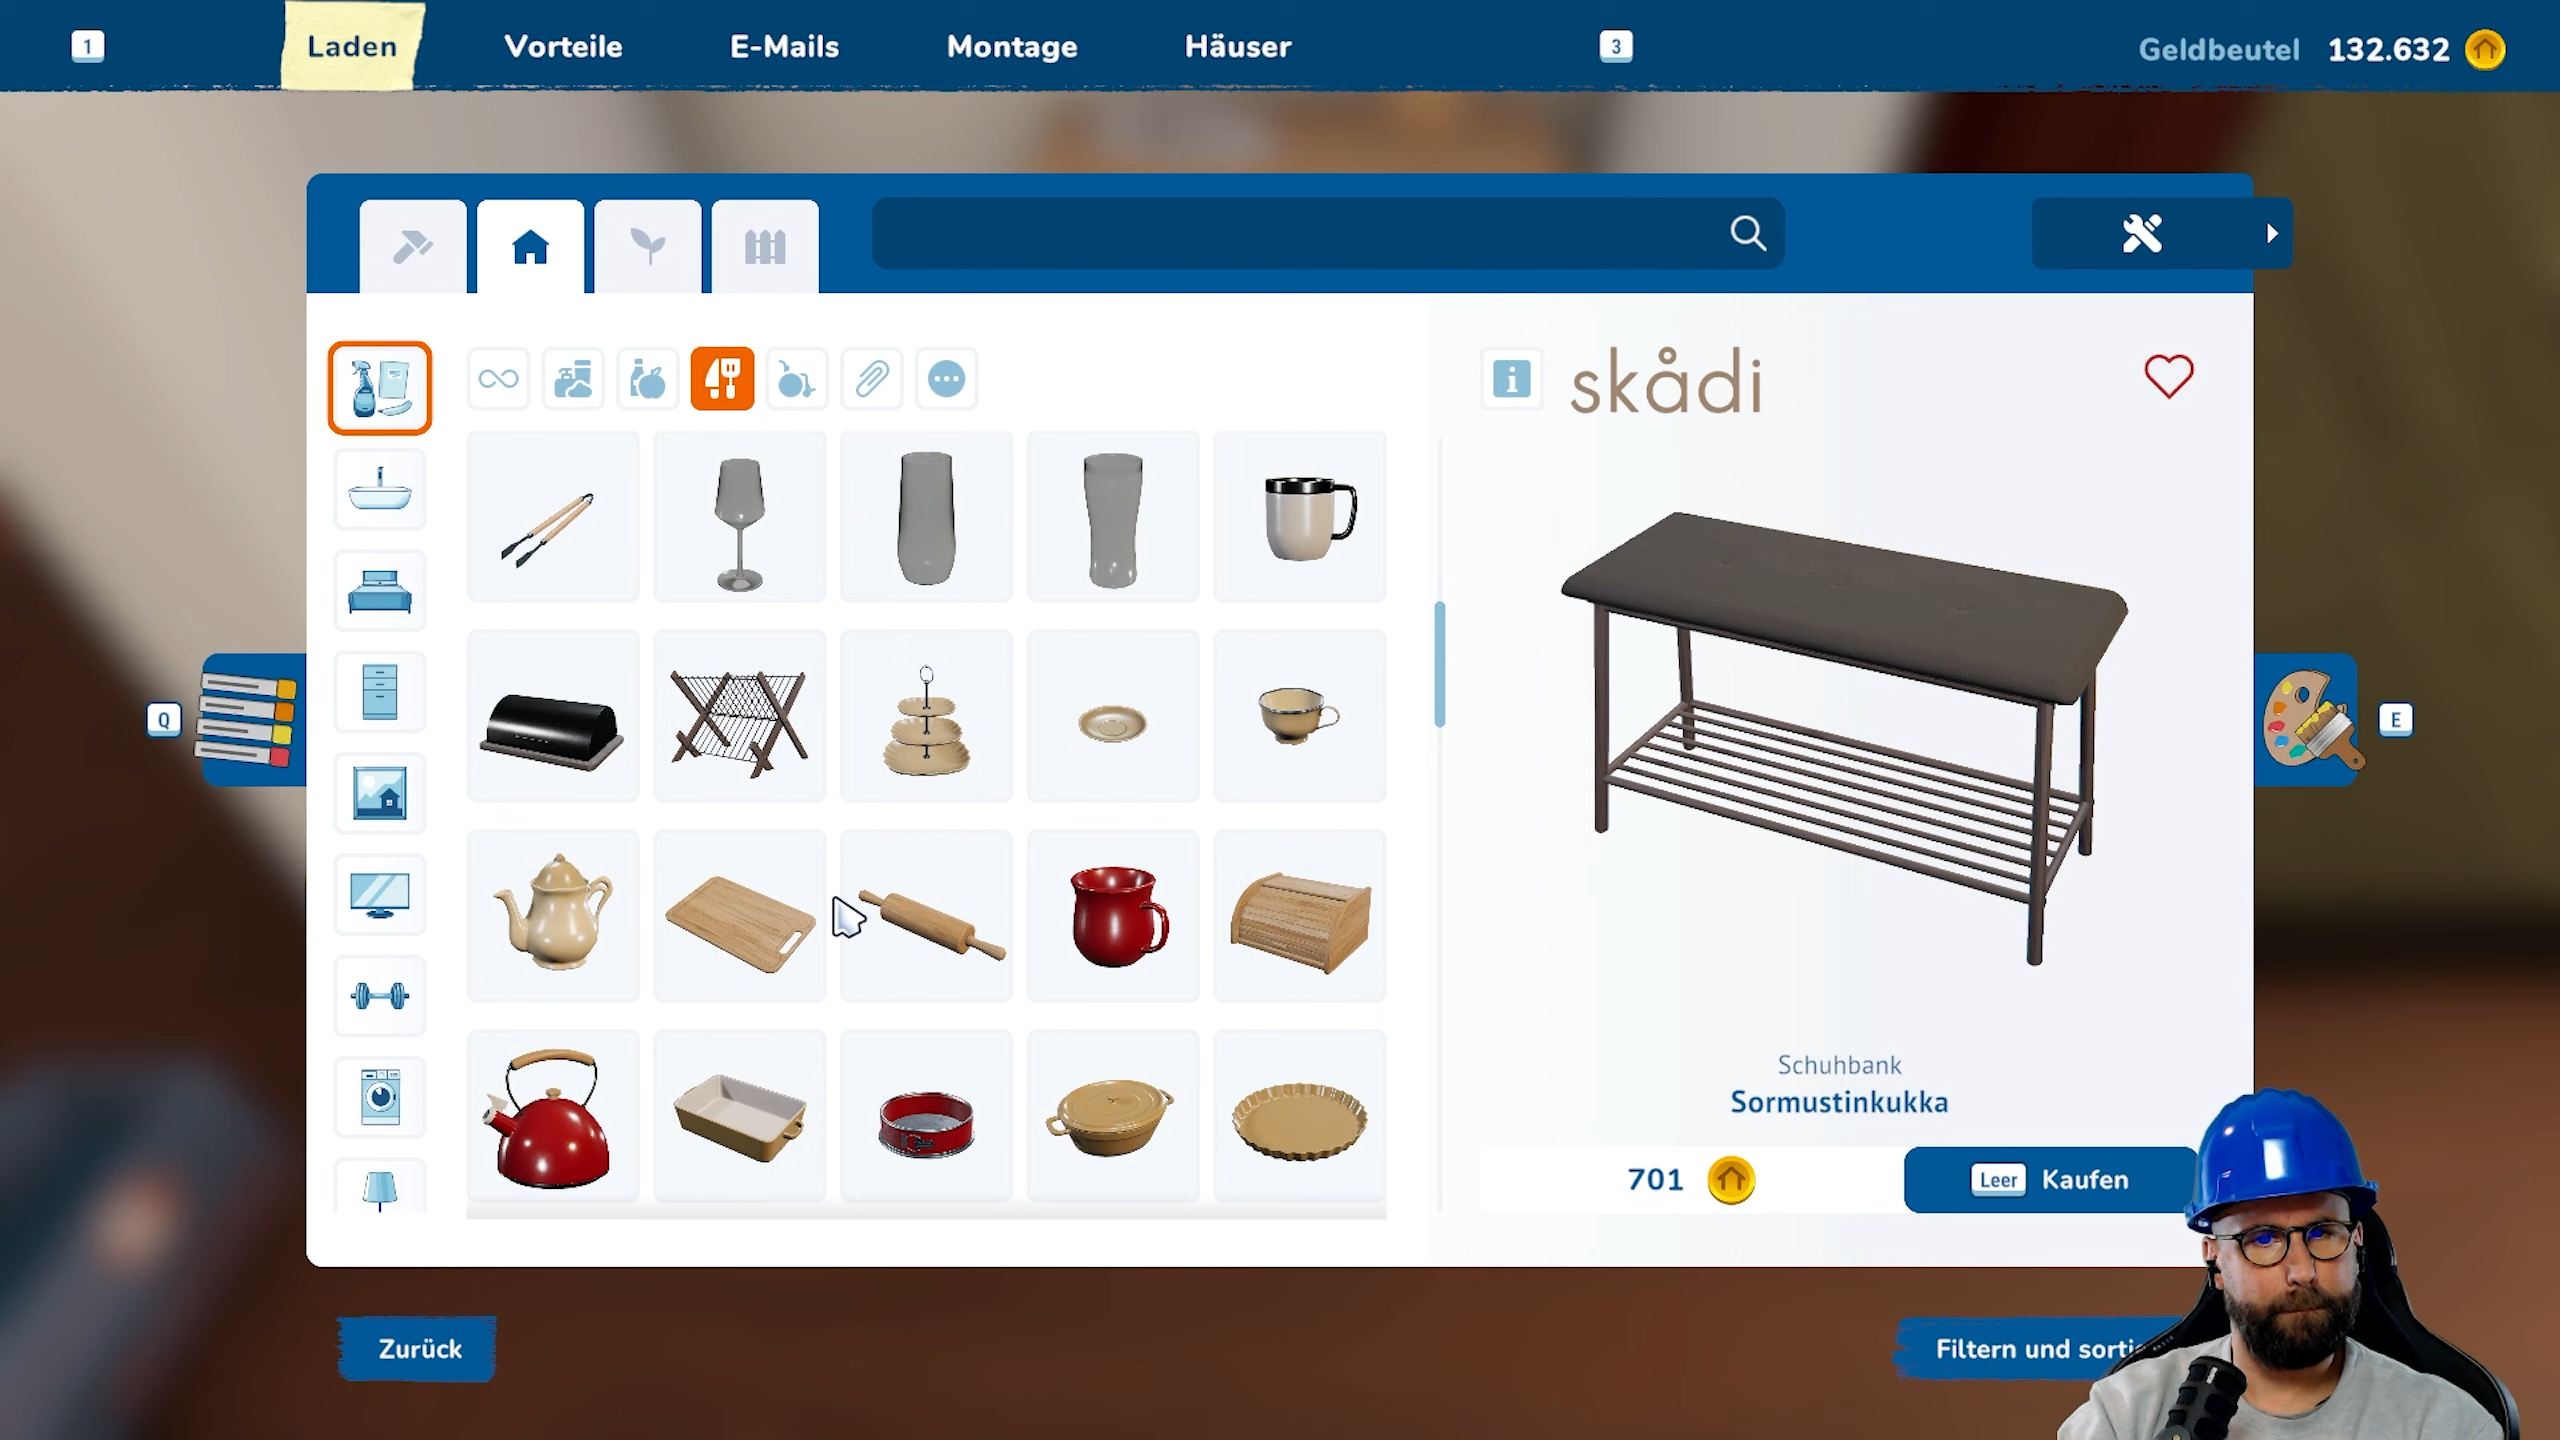 1
Laden
Vorteile
E-Mails
Montage
Häuser
3
Geldbeutel 132.632
skådi
Q
E
Schuhbank
Sormustinkukka
701
Leer Kaufen
Zurück
Filtern und